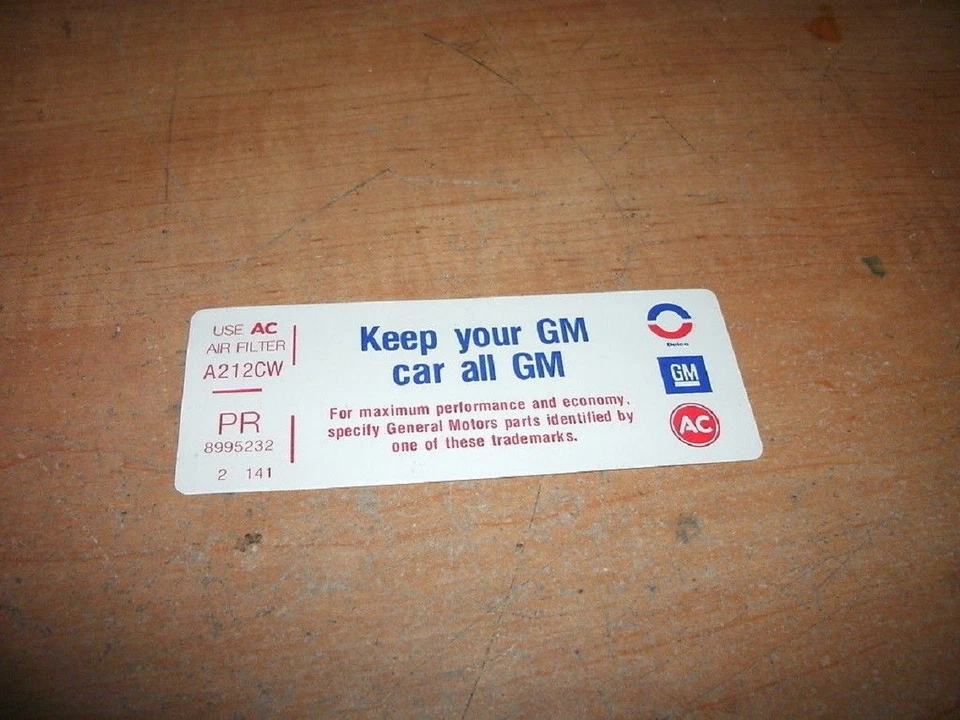 USE AC
AIR FILTER
A212CW
PR
8995232
2 141
Keep your GM
car all GM
For maximum performance and economy,
specify General Motors parts identified by
one of these trademarks.
Delco
GM
AC